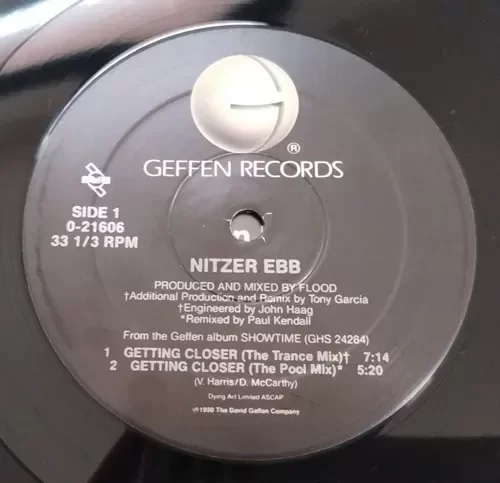 ®
GEFFEN RECORDS
SIDE 1
0-21606
33 1/3 RPM
NITZER EBB
PRODUCED AND MIXED BY FLOOD
†Additional Production and Remix by Tony Garcia
†Engineered by John Haag
*Remixed by Paul Kendall
From the Geffen album SHOWTIME (GHS 24284)
1 GETTING CLOSER (The Trance Mix)† 7:14
2 GETTING CLOSER (The Pool Mix)* 5:20
(V. Harris/D. McCarthy)
Dying Art Limited ASCAP
℗1990 The David Geffen Company